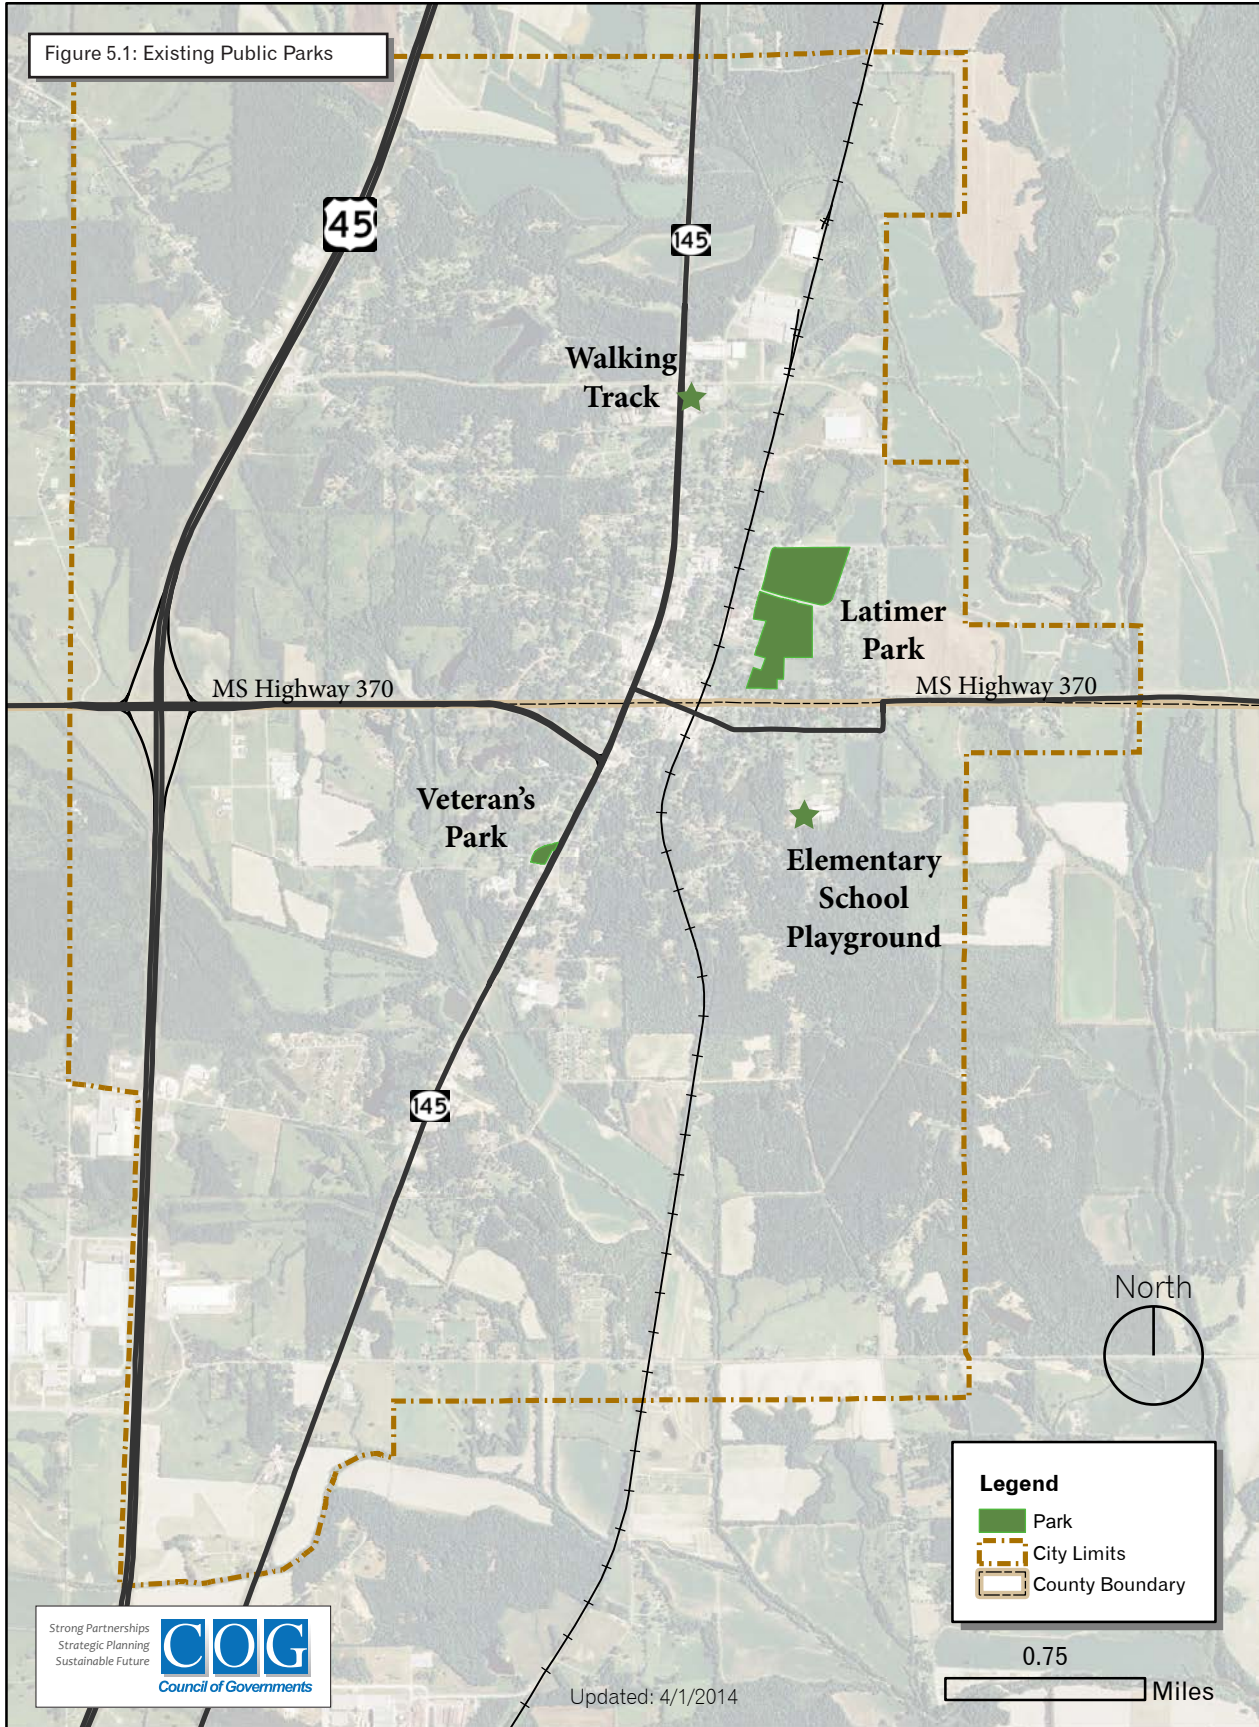 Figure 5.1: Existing Public Parks
45
145
Walking
Track
Latimer
Park
MS Highway 370
MS Highway 370
Veteran's
Park
Elementary
School
Playground
145
North
Legend
Park
City Limits
County Boundary
0.75
Miles
Strong Partnerships
Strategic Planning
Sustainable Future
COG
Council of Governments
Updated: 4/1/2014